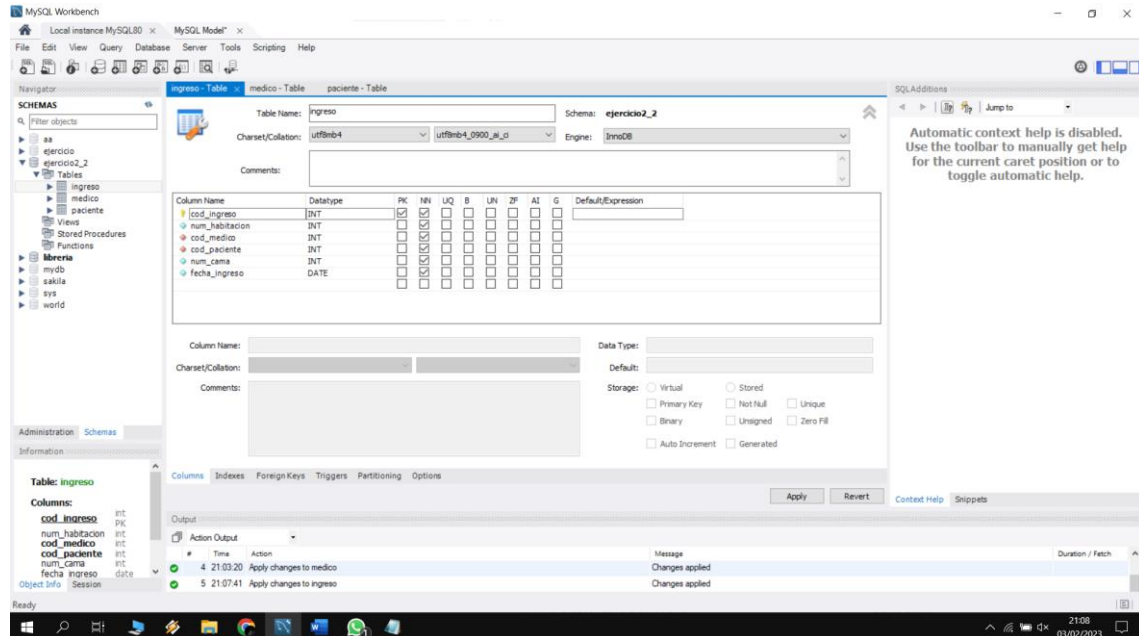 MySQL Workbench
Local instance MySQL80 × MySQL Model* ×
File Edit View Query Database Server Tools Scripting Help
Navigator
SCHEMAS
Filter objects
aa
ejercicio
ejercicio2_2
Tables
ingreso
medico
paciente
Views
Stored Procedures
Functions
libreria
mydb
sakila
sys
world
Administration Schemas
Information
Table: ingreso
Columns:
cod_ingreso int PK
num_habitacion int
cod_medico int
cod_paciente int
num_cama int
fecha_ingreso date
Object Info Session
ingreso - Table × medico - Table paciente - Table
Table Name: ingreso Schema: ejercicio2_2
Charset/Collation: utf8mb4 utf8mb4_0900_ai_ci Engine: InnoDB
Comments:
Column Name Datatype PK NN UQ B UN ZF AI G Default/Expression
cod_ingreso INT
num_habitacion INT
cod_medico INT
cod_paciente INT
num_cama INT
fecha_ingreso DATE
Column Name: Data Type:
Charset/Collation: Default:
Comments: Storage: Virtual Stored
Primary Key Not Null Unique
Binary Unsigned Zero Fill
Auto Increment Generated
Columns Indexes Foreign Keys Triggers Partitioning Options
Apply Revert
Output
Action Output
# Time Action Message Duration / Fetch
4 21:03:20 Apply changes to medico Changes applied
5 21:07:41 Apply changes to ingreso Changes applied
SQLAdditions
Jump to
Automatic context help is disabled.
Use the toolbar to manually get help
for the current caret position or to
toggle automatic help.
Context Help Snippets
Ready
21:08
03/02/2023